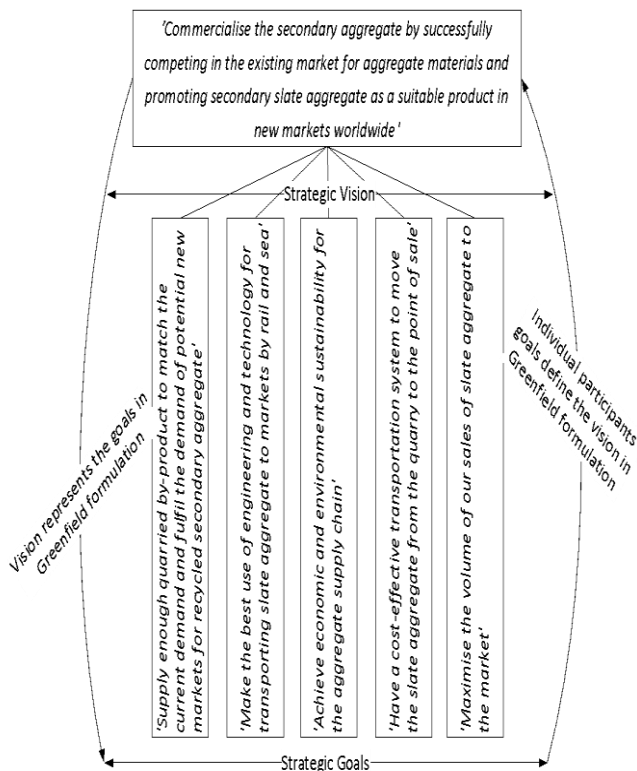 'Commercialise the secondary aggregate by successfully
competing in the existing market for aggregate materials and
promoting secondary slate aggregate as a suitable product in
new markets worldwide'
Strategic Vision
Vision represents the goals in
Greenfield formulation
'Supply enough quarried by-product to match the
current demand and fulfil the demand of potential new
markets for recycled secondary aggregate'
'Make the best use of engineering and technology for
transporting slate aggregate to markets by rail and sea'
'Achieve economic and environmental sustainability for
the aggregate supply chain'
'Have a cost-effective transportation system to move
the slate aggregate from the quarry to the point of sale'
'Maximise the volume of our sales of slate aggregate to
the market'
Individual participants
goals define the vision in
Greenfield formulation
Strategic Goals